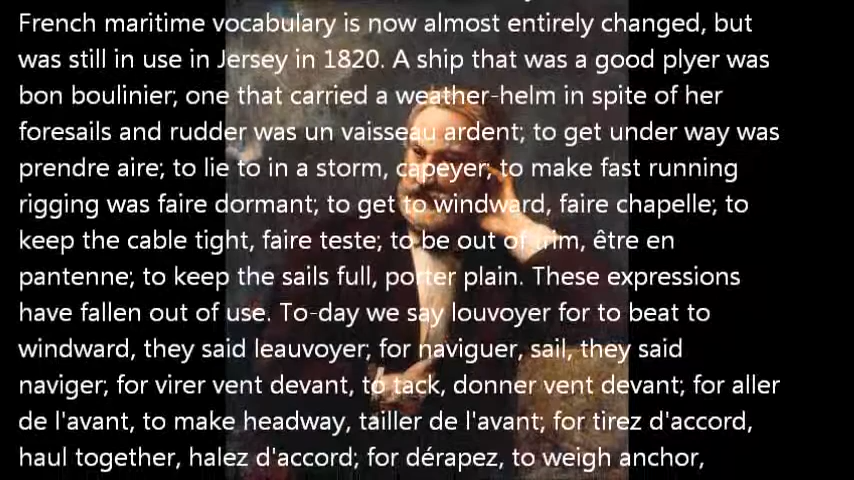 French maritime vocabulary is now almost entirely changed, but
was still in use in Jersey in 1820. A ship that was a good plyer was
bon boulinier; one that carried a weather-helm in spite of her
foresails and rudder was un vaisseau ardent; to get under way was
prendre aire; to lie to in a storm, capeyer; to make fast running
rigging was faire dormant; to get to windward, faire chapelle; to
keep the cable tight, faire teste; to be out of trim, être en
pantenne; to keep the sails full, porter plain. These expressions
have fallen out of use. To-day we say louvoyer for to beat to
windward, they said leauvoyer; for naviguer, sail, they said
naviger; for virer vent devant, to tack, donner vent devant; for aller
de l'avant, to make headway, tailler de l'avant; for tirez d'accord,
haul together, halez d'accord; for dérapez, to weigh anchor,